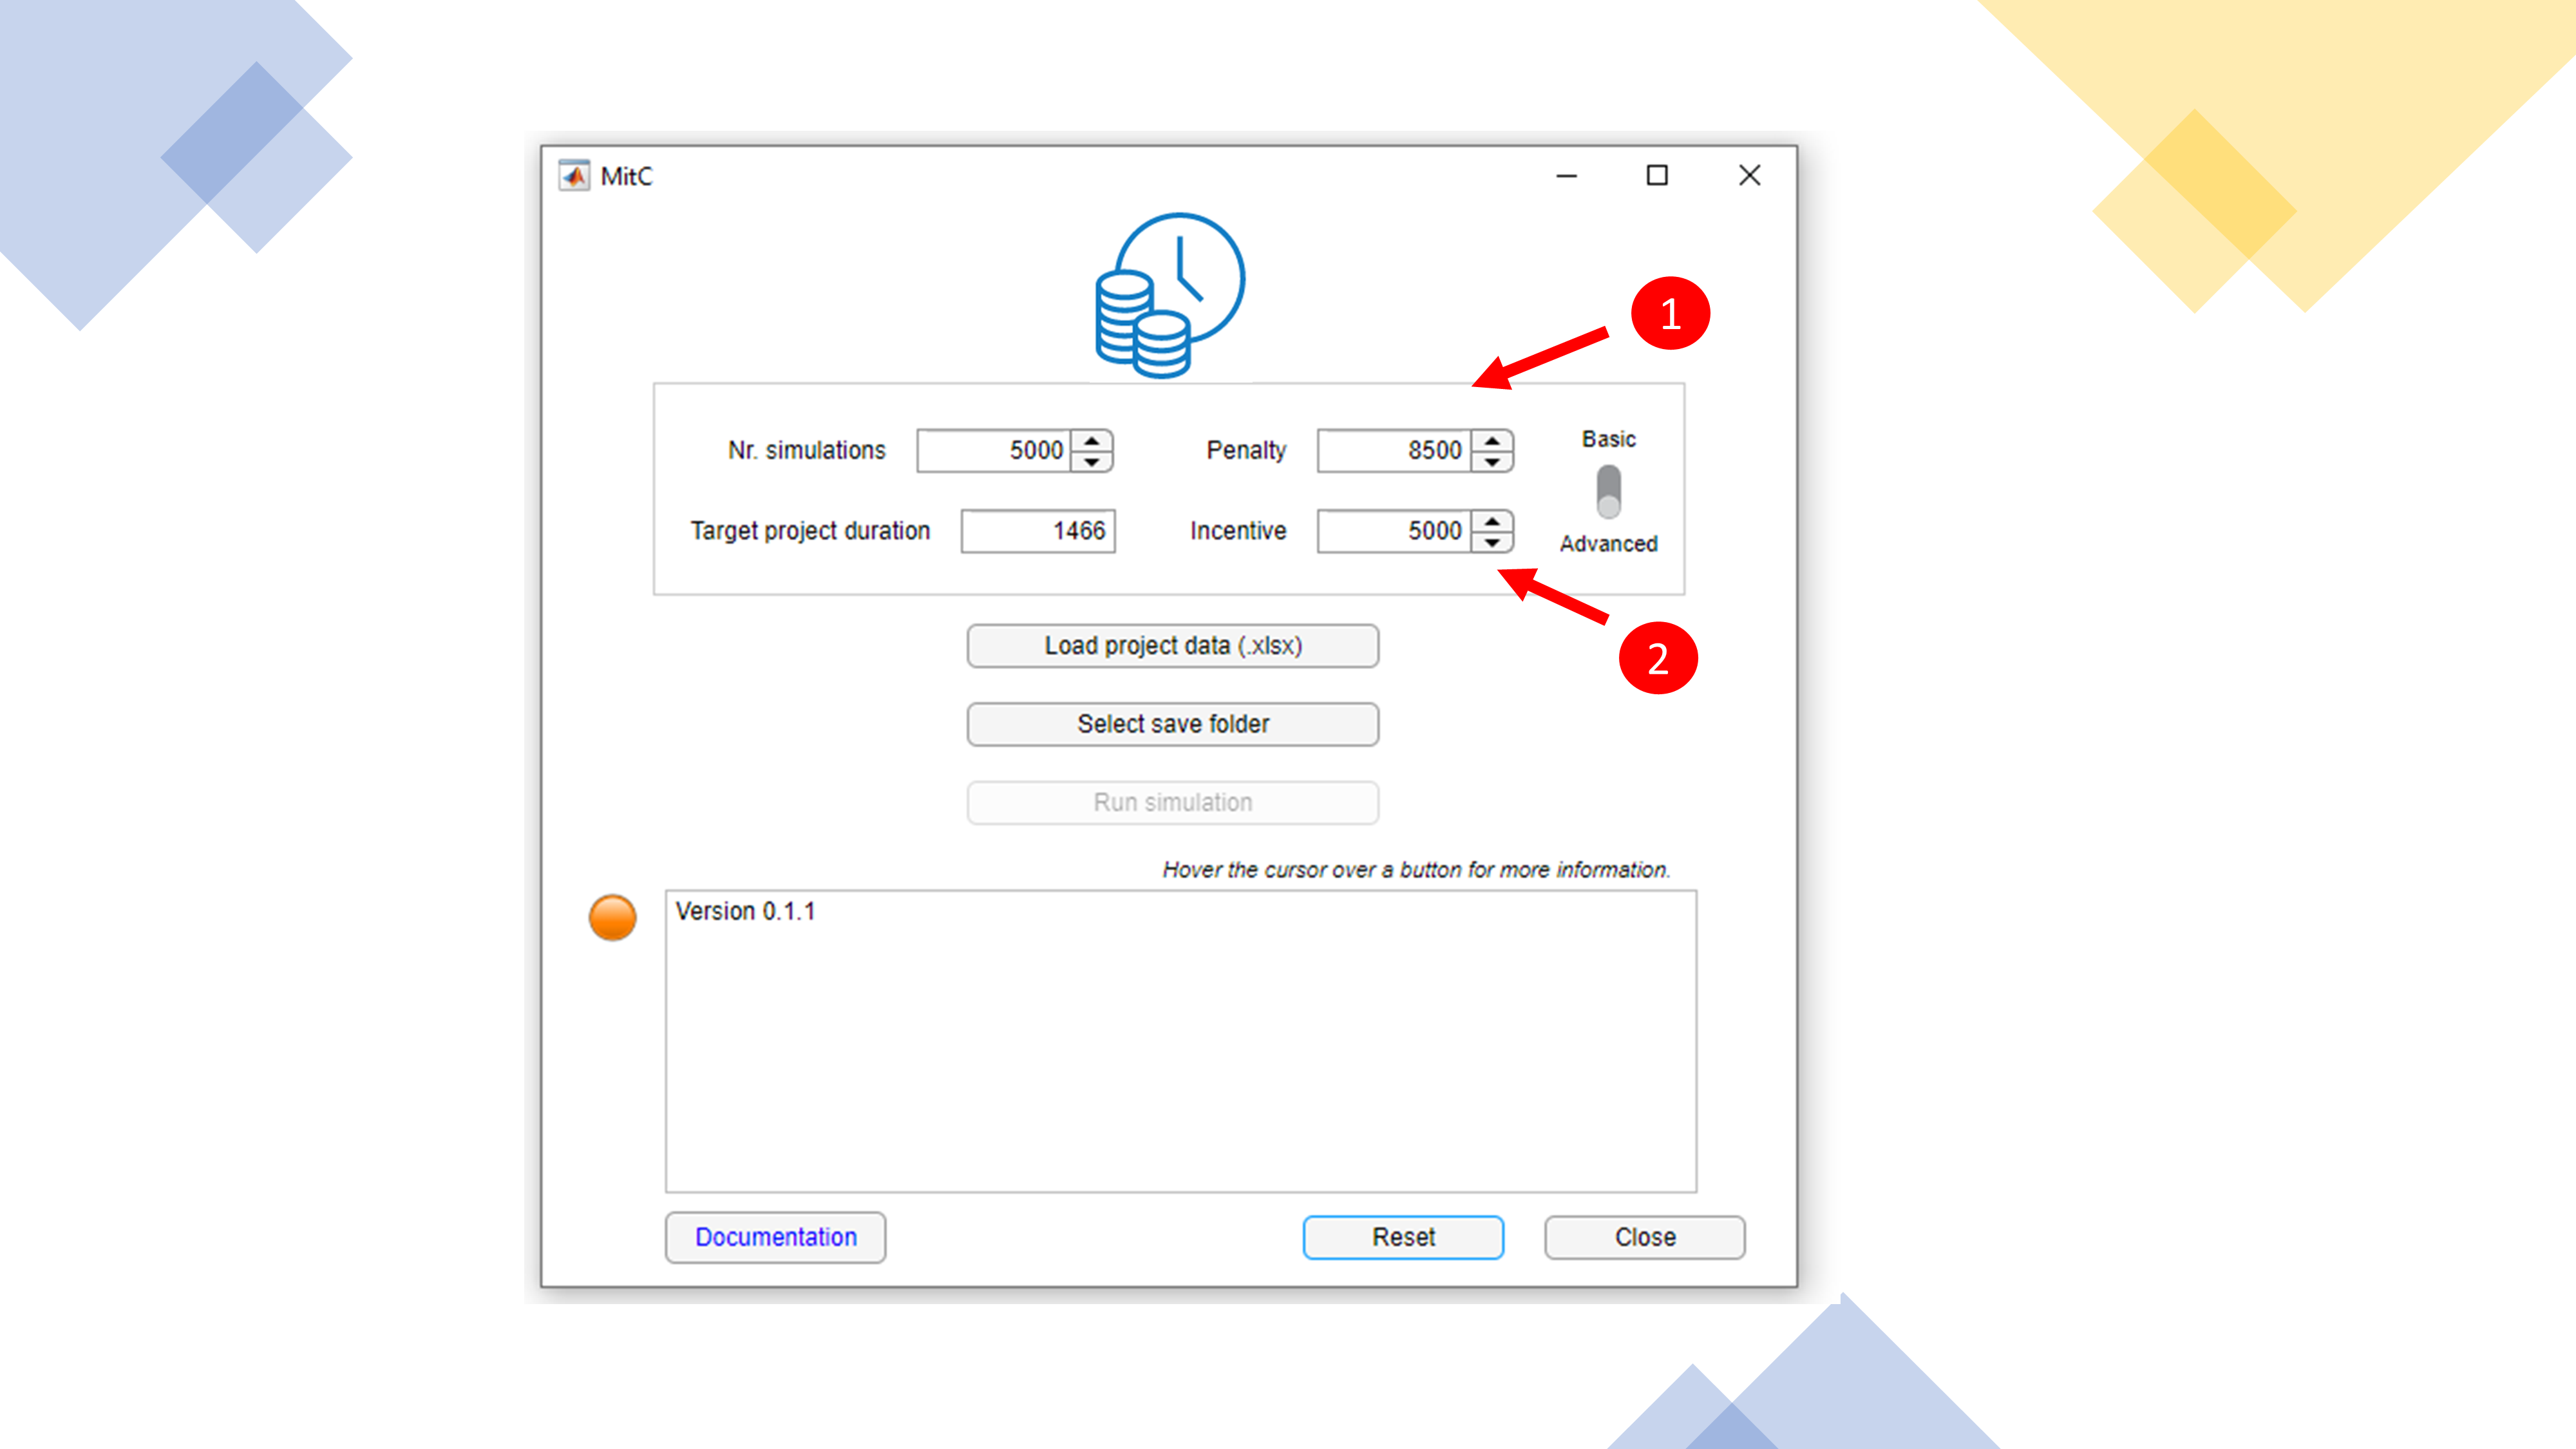 MitC
1
Nr. simulations 5000 Penalty 8500 Basic
Target project duration 1466 Incentive 5000 Advanced
Load project data (.xlsx)
2
Select save folder
Run simulation
Hover the cursor over a button for more information.
Version 0.1.1
Documentation Reset Close